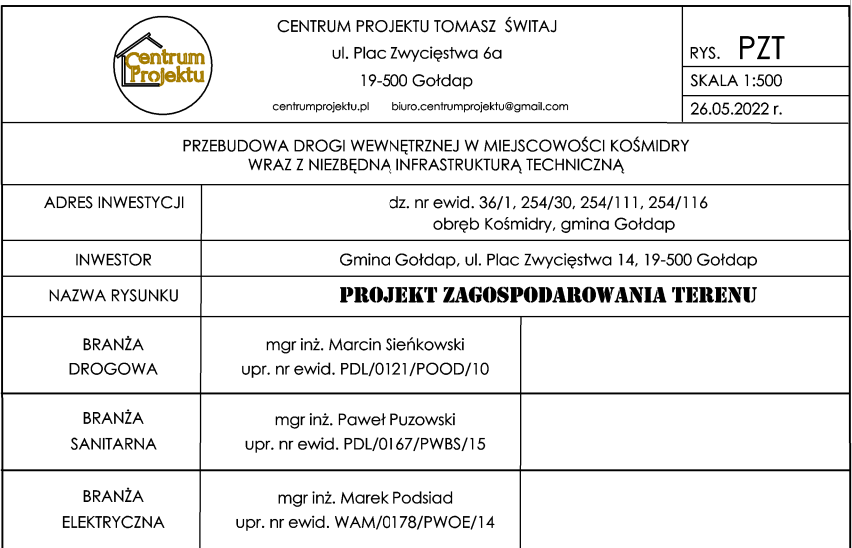 Centrum
Projektu
CENTRUM PROJEKTU TOMASZ ŚWITAJ
ul. Plac Zwycięstwa 6a
19-500 Gołdap
centrumprojektu.pl biuro.centrumprojektu@gmail.com
RYS. PZT
SKALA 1:500
26.05.2022 r.
PRZEBUDOWA DROGI WEWNĘTRZNEJ W MIEJSCOWOŚCI KOŚMIDRY
WRAZ Z NIEZBĘDNĄ INFRASTRUKTURĄ TECHNICZNĄ
ADRES INWESTYCJI
dz. nr ewid. 36/1, 254/30, 254/111, 254/116
obręb Kośmidry, gmina Gołdap
INWESTOR
Gmina Gołdap, ul. Plac Zwycięstwa 14, 19-500 Gołdap
NAZWA RYSUNKU
PROJEKT ZAGOSPODAROWANIA TERENU
BRANŻA
DROGOWA
mgr inż. Marcin Sieńkowski
upr. nr ewid. PDL/0121/POOD/10
BRANŻA
SANITARNA
mgr inż. Paweł Puzowski
upr. nr ewid. PDL/0167/PWBS/15
BRANŻA
ELEKTRYCZNA
mgr inż. Marek Podsiad
upr. nr ewid. WAM/0178/PWOE/14